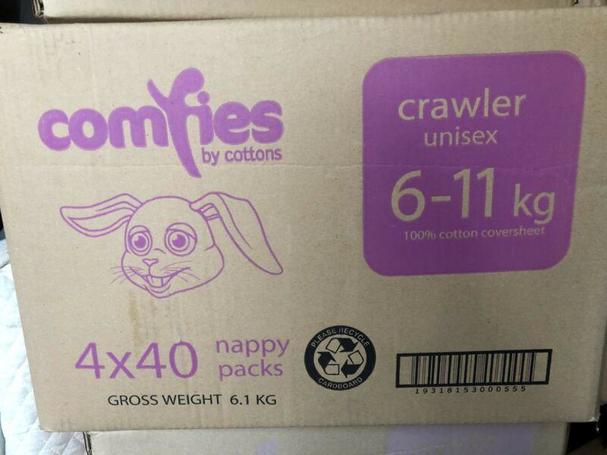 comfies
by cottons
crawler
unisex
6-11 kg
100% cotton coversheet
4x40 nappy packs
GROSS WEIGHT 6.1 KG
PLEASE RECYCLE
CARDBOARD
19318153000555